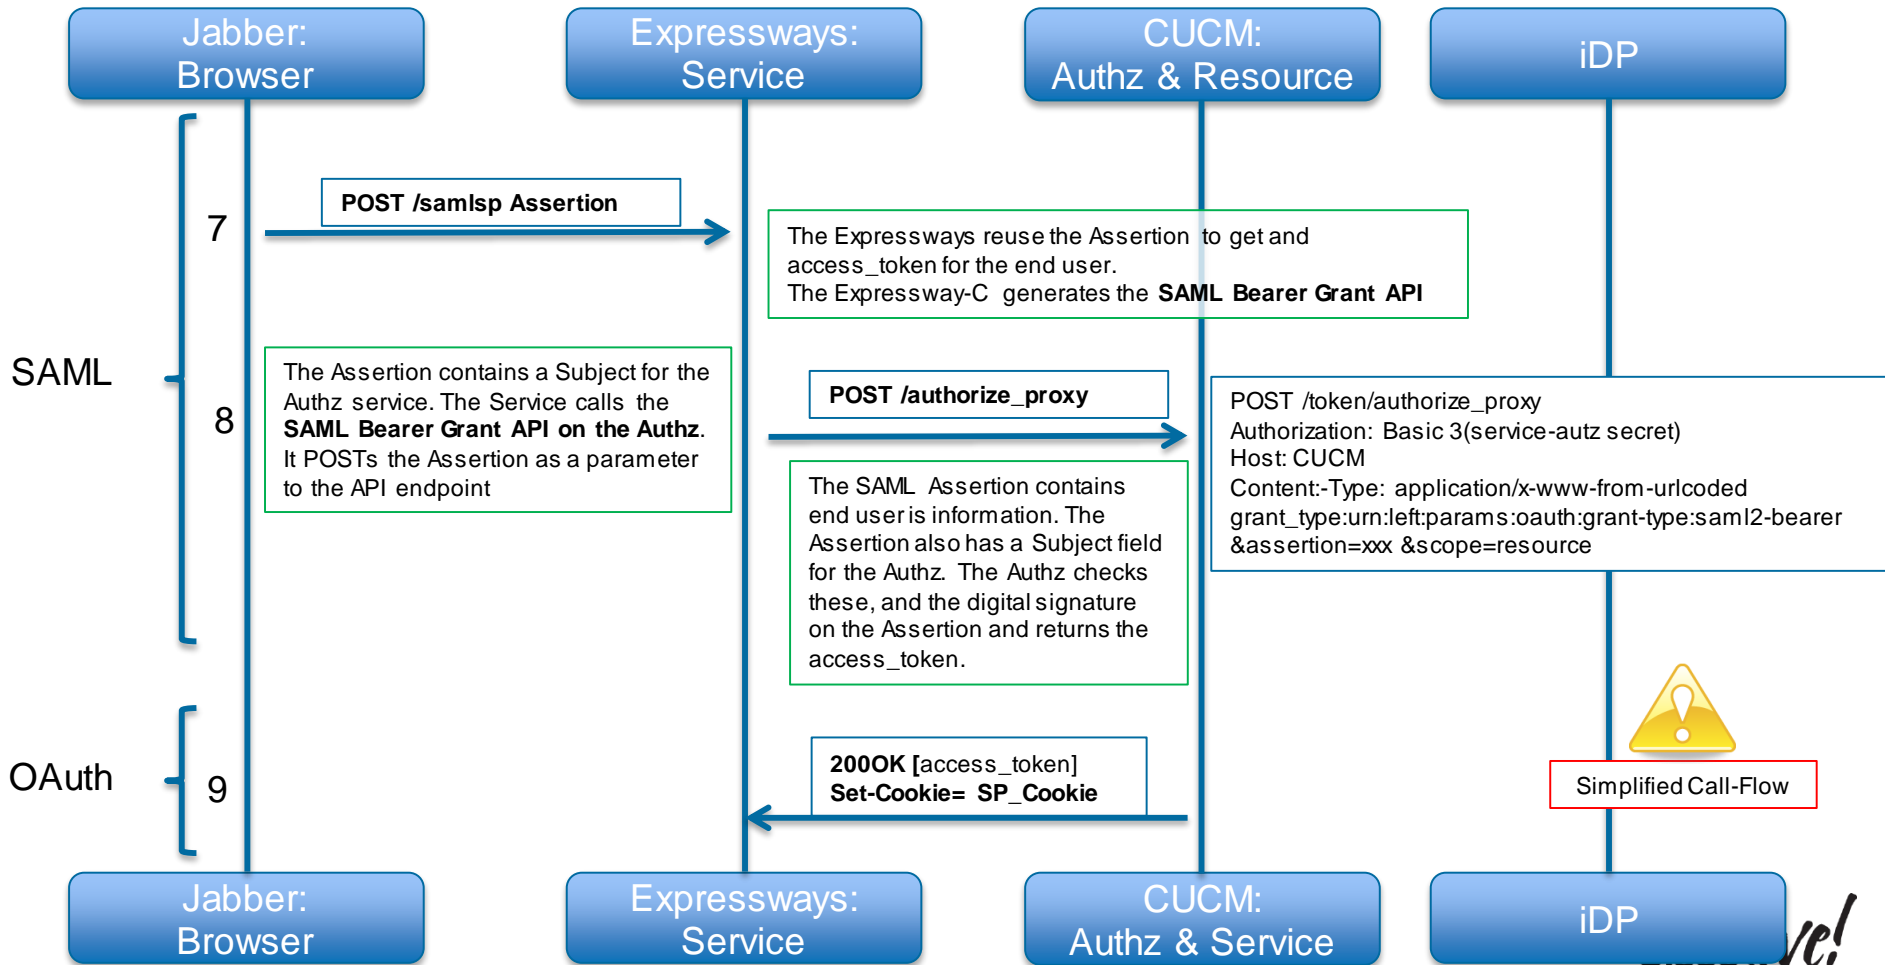 Jabber:
Browser
Expressways:
Service
CUCM:
Authz & Resource
iDP
7
POST /samlsp Assertion
The Expressways reuse the Assertion to get and
access_token for the end user.
The Expressway-C generates the SAML Bearer Grant API
SAML
8
The Assertion contains a Subject for the
Authz service. The Service calls the
SAML Bearer Grant API on the Authz.
It POSTs the Assertion as a parameter
to the API endpoint
POST /authorize_proxy
The SAML Assertion contains
end user is information. The
Assertion also has a Subject field
for the Authz. The Authz checks
these, and the digital signature
on the Assertion and returns the
access_token.
POST /token/authorize_proxy
Authorization: Basic 3(service-autz secret)
Host: CUCM
Content:-Type: application/x-www-from-urlcoded
grant_type:urn:left:params:oauth:grant-type:saml2-bearer
&assertion=xxx &scope=resource
OAuth
9
200OK [access_token]
Set-Cookie= SP_Cookie
Simplified Call-Flow
Jabber:
Browser
Expressways:
Service
CUCM:
Authz & Service
iDP